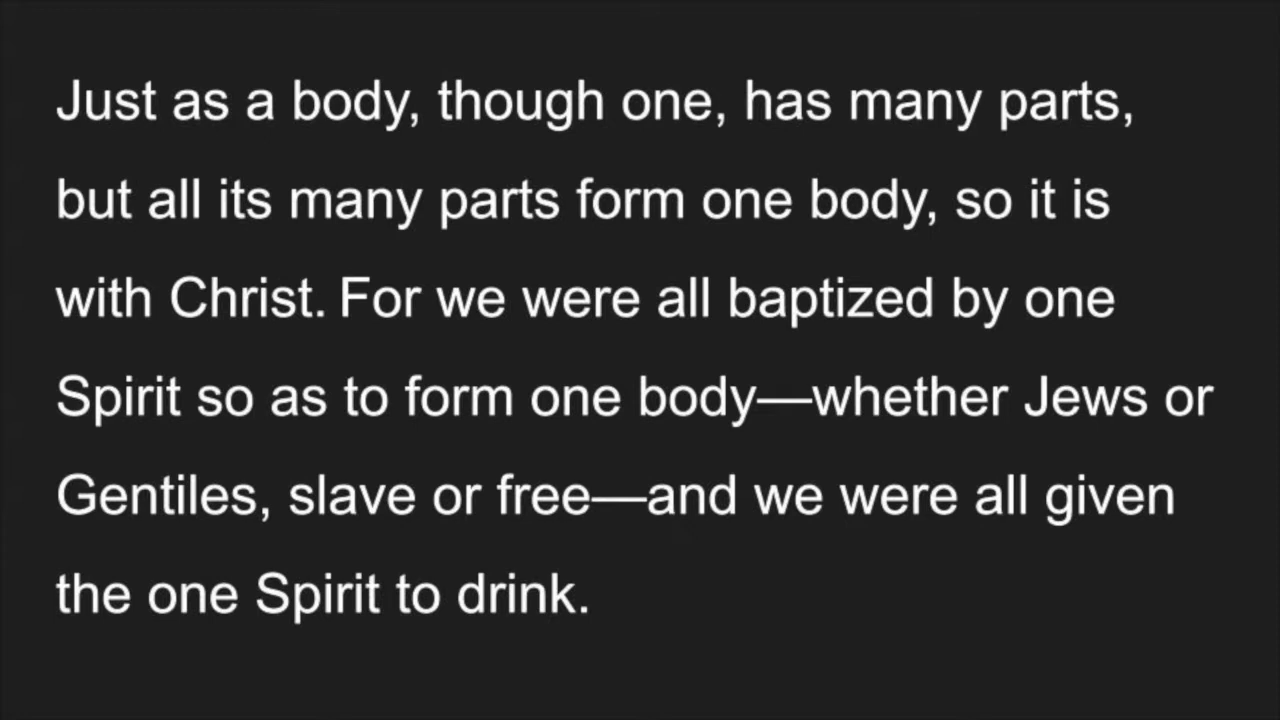 Just as a body, though one, has many parts,
but all its many parts form one body, so it is
with Christ. For we were all baptized by one
Spirit so as to form one body—whether Jews or
Gentiles, slave or free—and we were all given
the one Spirit to drink.